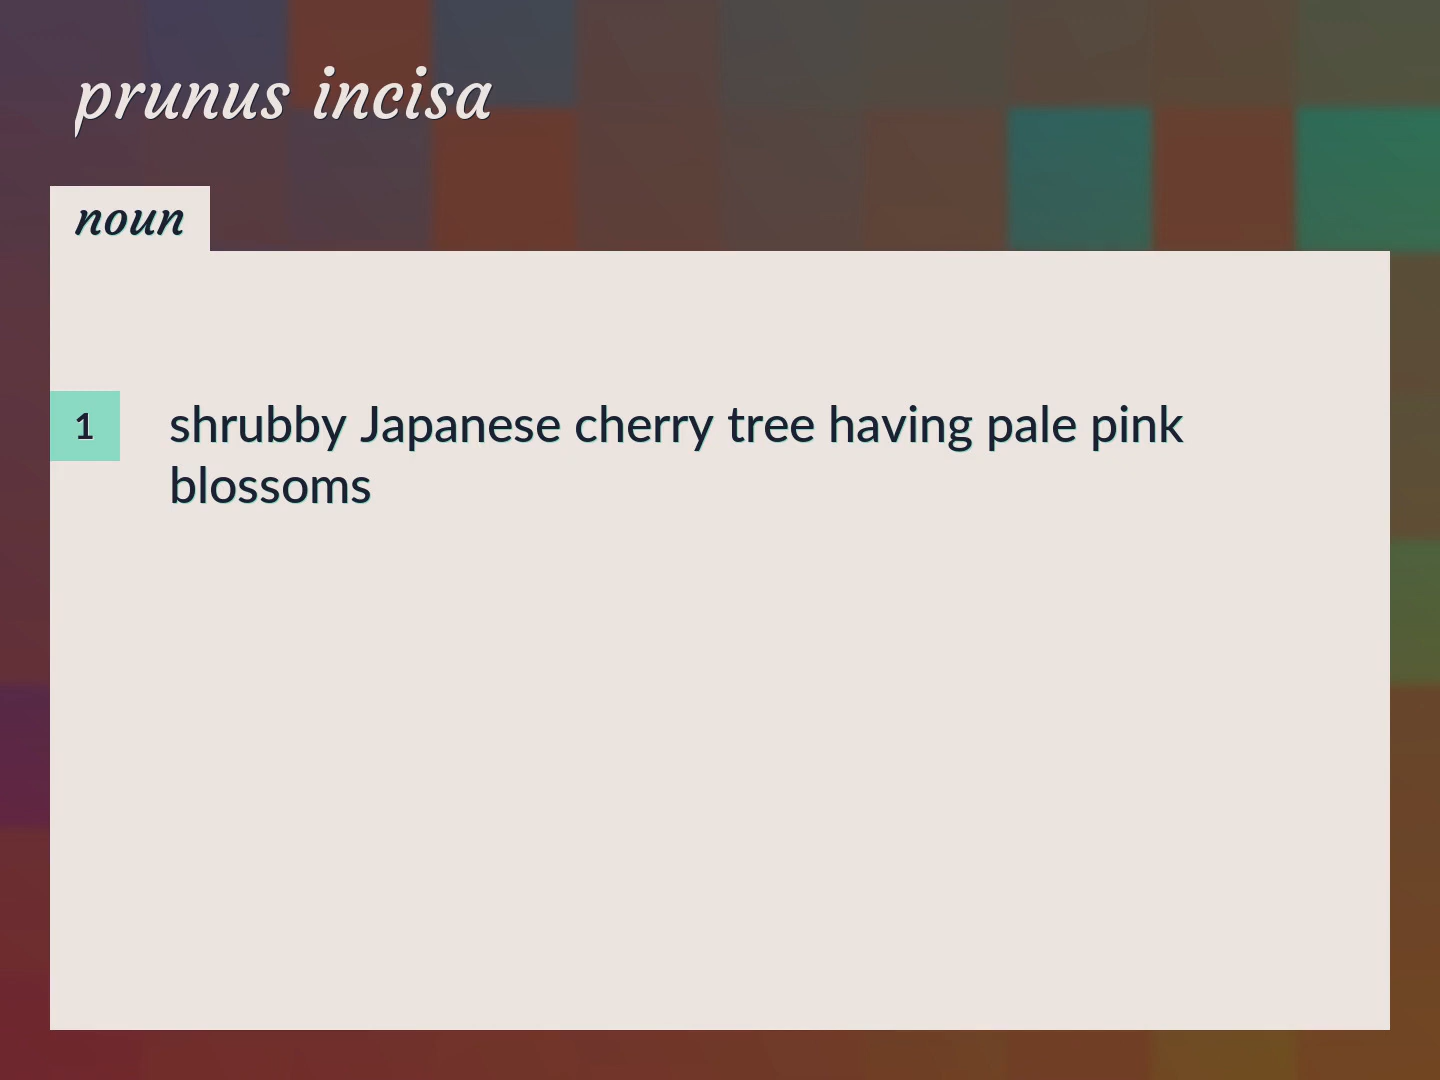 prunus incisa
noun
1
shrubby Japanese cherry tree having pale pink
blossoms